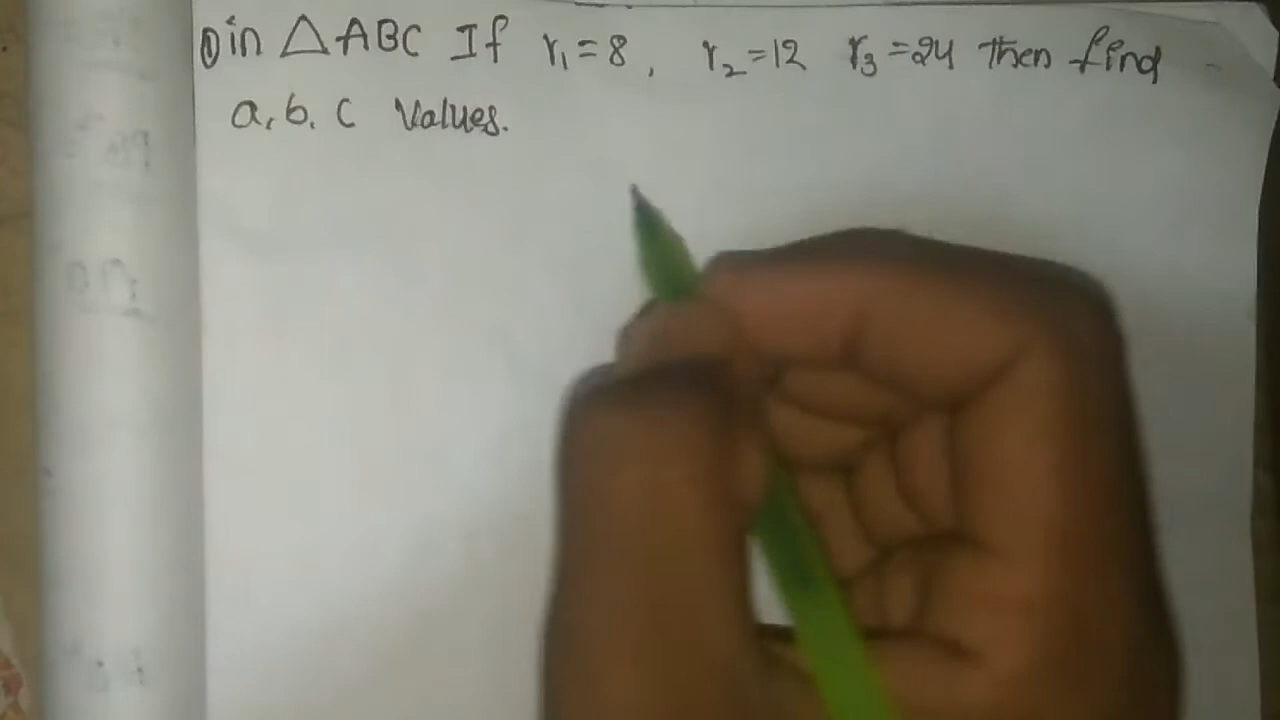 ① in △ABC If r₁=8, r₂=12 r₃=24 then find
a, b, c Values.